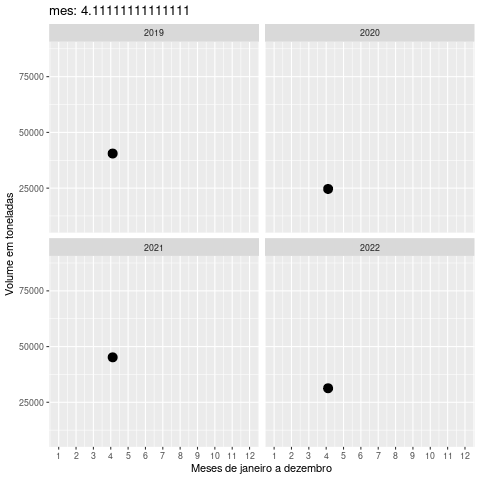 mes: 4.11111111111111
2019 2020
75000
50000
25000
2021 2022
75000
50000
25000
1 2 3 4 5 6 7 8 9 10 11 12 1 2 3 4 5 6 7 8 9 10 11 12
Meses de janeiro a dezembro
Volume em toneladas